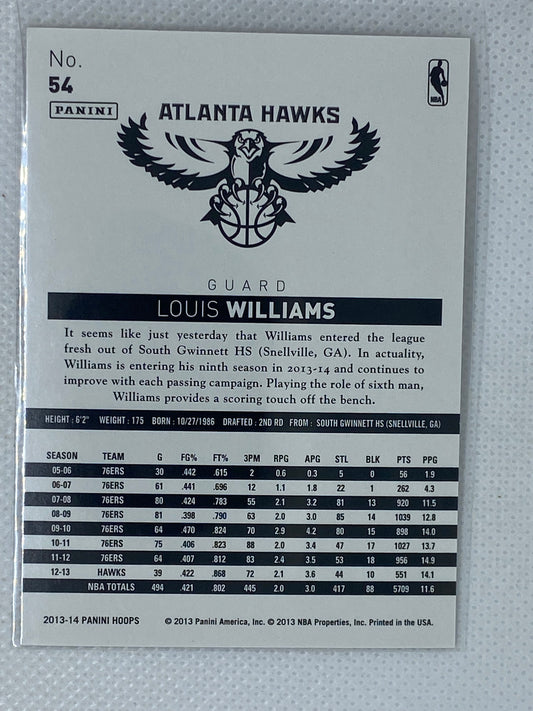 No.
54
PANINI
NBA
ATLANTA HAWKS
GUARD
LOUIS WILLIAMS
It seems like just yesterday that Williams entered the league
fresh out of South Gwinnett HS (Snellville, GA). In actuality,
Williams is entering his ninth season in 2013-14 and continues to
improve with each passing campaign. Playing the role of sixth man,
Williams provides a scoring touch off the bench.
HEIGHT: 6'2" WEIGHT: 175 BORN: 10/27/1986 DRAFTED: 2ND RD FROM: SOUTH GWINNETT HS (SNELLVILLE, GA)
SEASON TEAM G FG% FT% 3PM RPG APG STL BLK PTS PPG
05-06 76ERS 30 .442 .615 2 0.6 0.3 5 0 56 1.9
06-07 76ERS 61 .441 .696 12 1.1 1.8 22 1 262 4.3
07-08 76ERS 80 .424 .783 55 2.1 3.2 81 13 920 11.5
08-09 76ERS 81 .398 .790 63 2.0 3.0 85 14 1039 12.8
09-10 76ERS 64 .470 .824 70 2.9 4.2 80 15 898 14.0
10-11 76ERS 75 .406 .823 88 2.0 3.4 47 17 1027 13.7
11-12 76ERS 64 .407 .812 83 2.4 3.5 53 18 956 14.9
12-13 HAWKS 39 .422 .868 72 2.1 3.6 44 10 551 14.1
NBA TOTALS 494 .421 .802 445 2.0 3.0 417 88 5709 11.6
2013-14 PANINI HOOPS © 2013 Panini America, Inc. © 2013 NBA Properties, Inc. Printed in the USA.